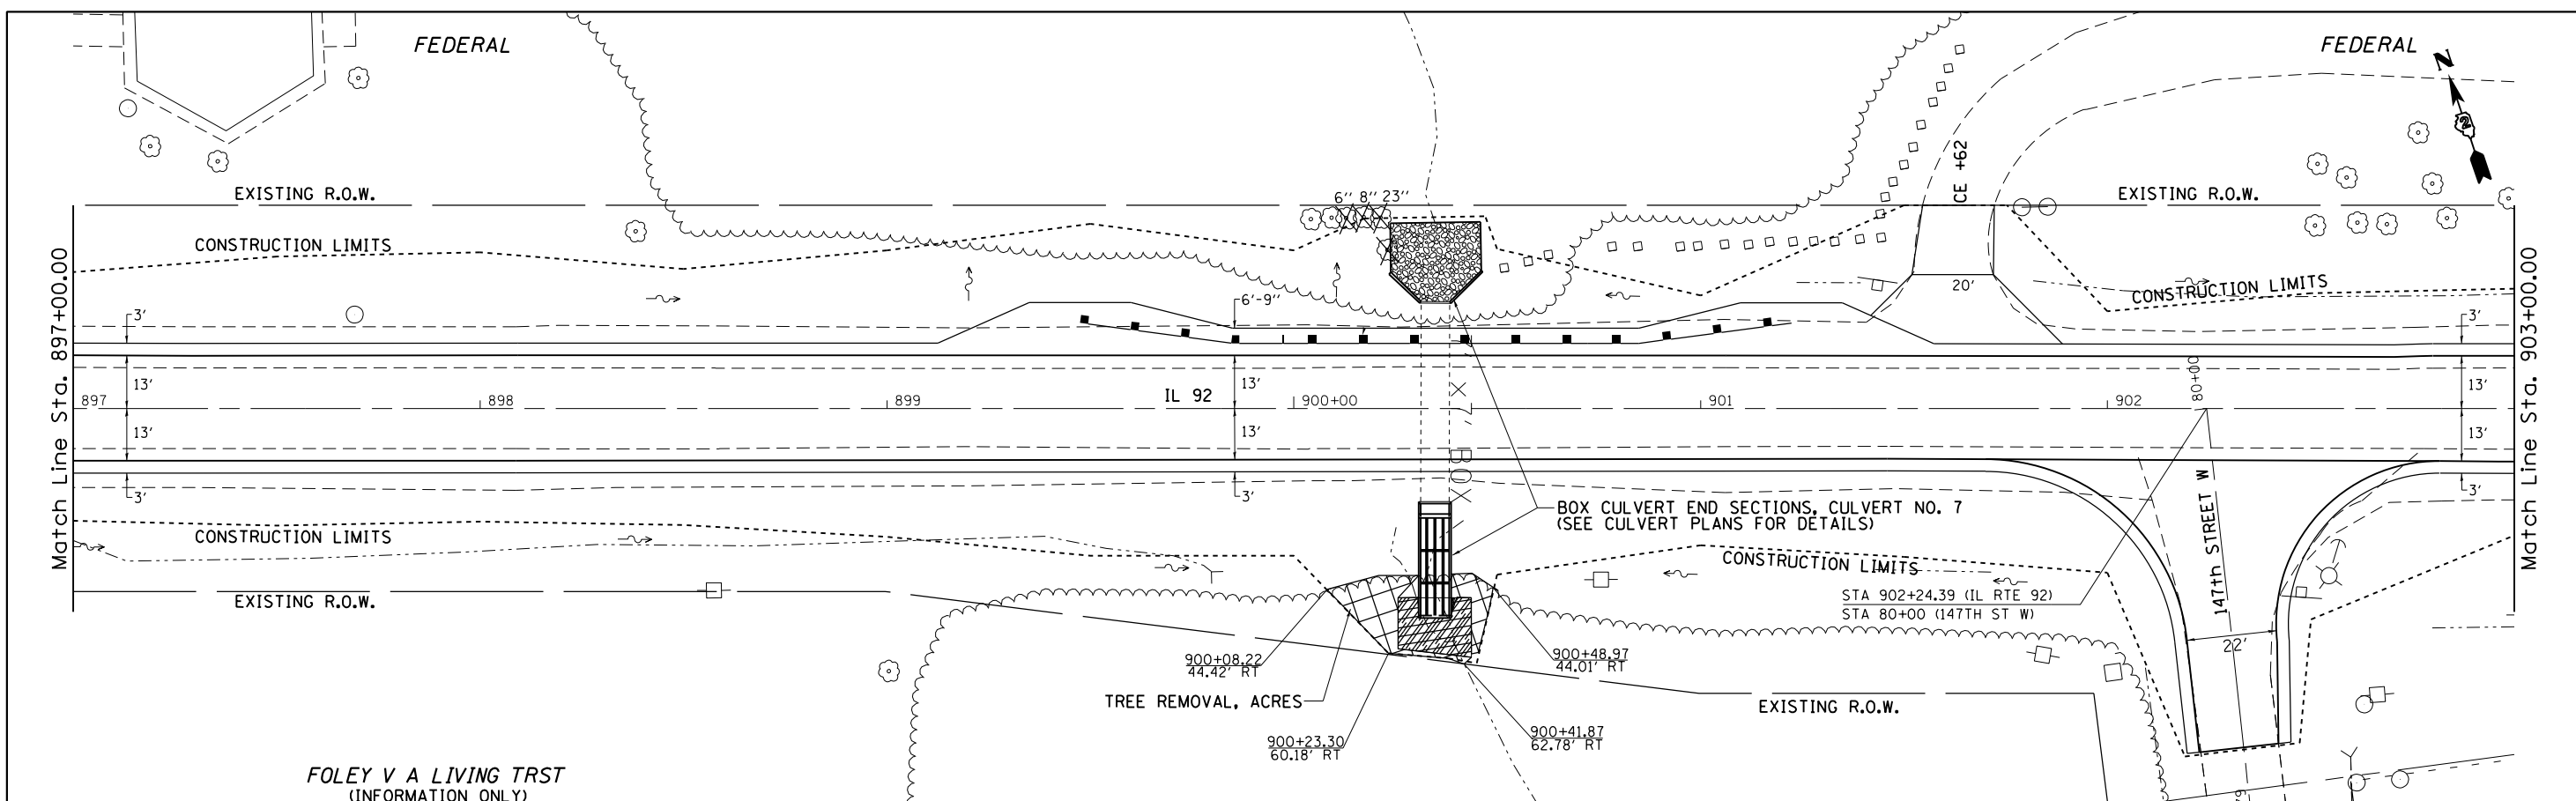 FEDERAL
FEDERAL
N
2
CE +62
6'' 8'' 23''
EXISTING R.O.W.
EXISTING R.O.W.
CONSTRUCTION LIMITS
CONSTRUCTION LIMITS
20'
Match Line Sta. 897+00.00
Match Line Sta. 903+00.00
3'
6'-9''
3'
13'
13'
13'
80+00
IL 92
897
898
899
900+00
901
902
13'
13'
13'
3'
3'
3'
BOX
147th STREET W
BOX CULVERT END SECTIONS, CULVERT NO. 7
(SEE CULVERT PLANS FOR DETAILS)
CONSTRUCTION LIMITS
CONSTRUCTION LIMITS
EXISTING R.O.W.
STA 902+24.39 (IL RTE 92)
STA 80+00 (147TH ST W)
22'
900+08.22
44.42' RT
900+48.97
44.01' RT
TREE REMOVAL, ACRES
EXISTING R.O.W.
900+23.30
60.18' RT
900+41.87
62.78' RT
FOLEY V A LIVING TRST
(INFORMATION ONLY)